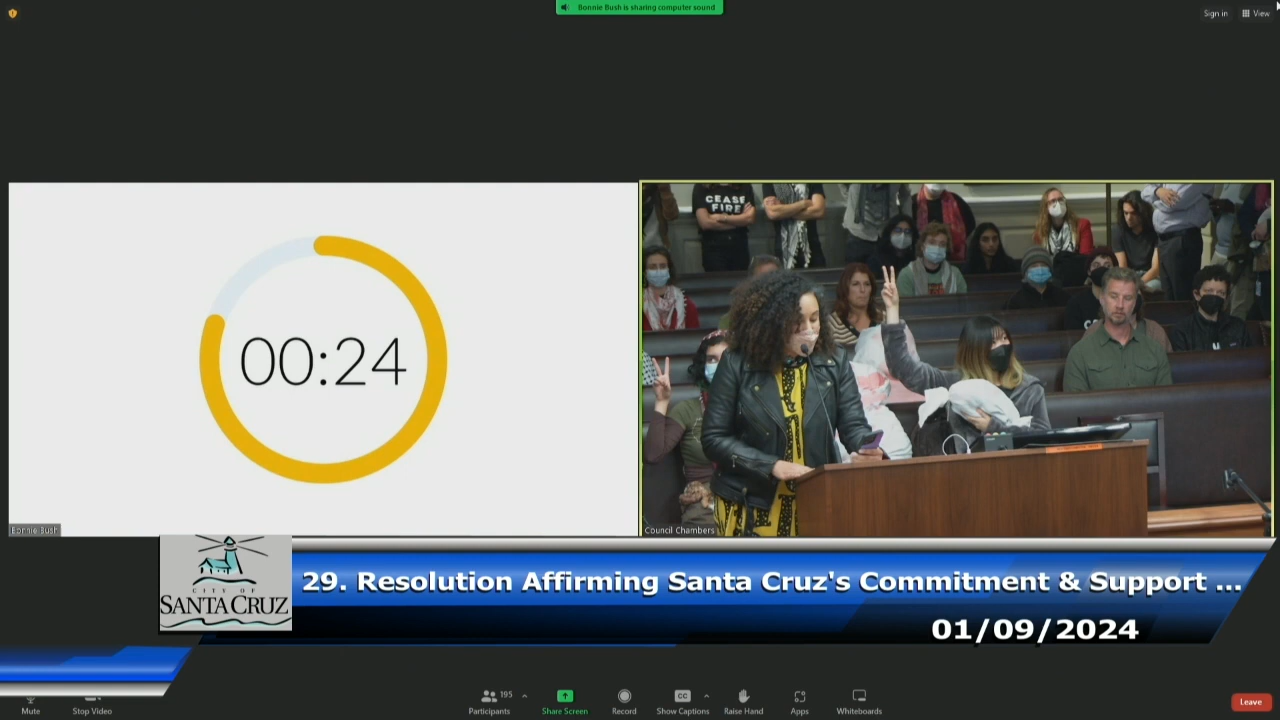 Bonnie Bush is sharing computer sound
Sign in
View
00:24
CEASE
FIRE
Bonnie Bush
Council Chambers
CITY OF
SANTA CRUZ
29. Resolution Affirming Santa Cruz's Commitment & Support ...
01/09/2024
Mute
Stop Video
Participants
195
Share Screen
CC
Show Captions
Record
Raise Hand
Apps
Whiteboards
Leave